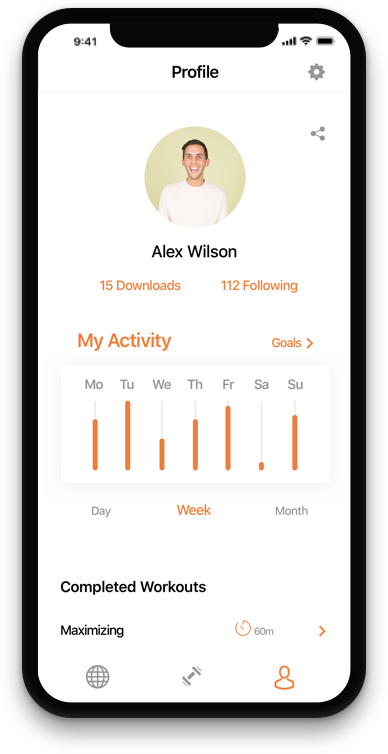 9:41
Profile
Alex Wilson
15 Downloads 112 Following
My Activity Goals
Mo Tu We Th Fr Sa Su
Day Week Month
Completed Workouts
Maximizing 60m